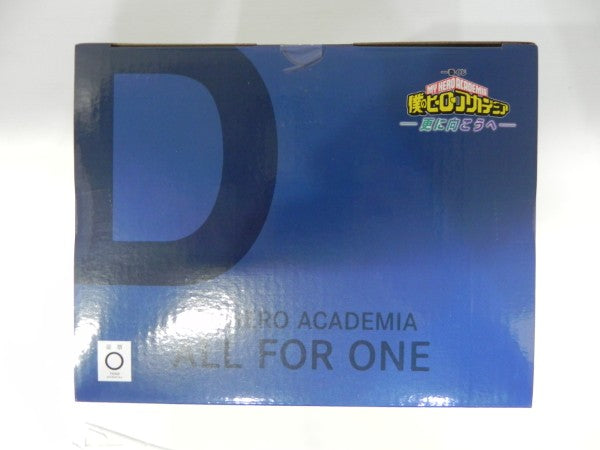 D
MY HERO ACADEMIA
僕のヒーローアカデミア
更に向こうへ
HERO ACADEMIA
ALL FOR ONE